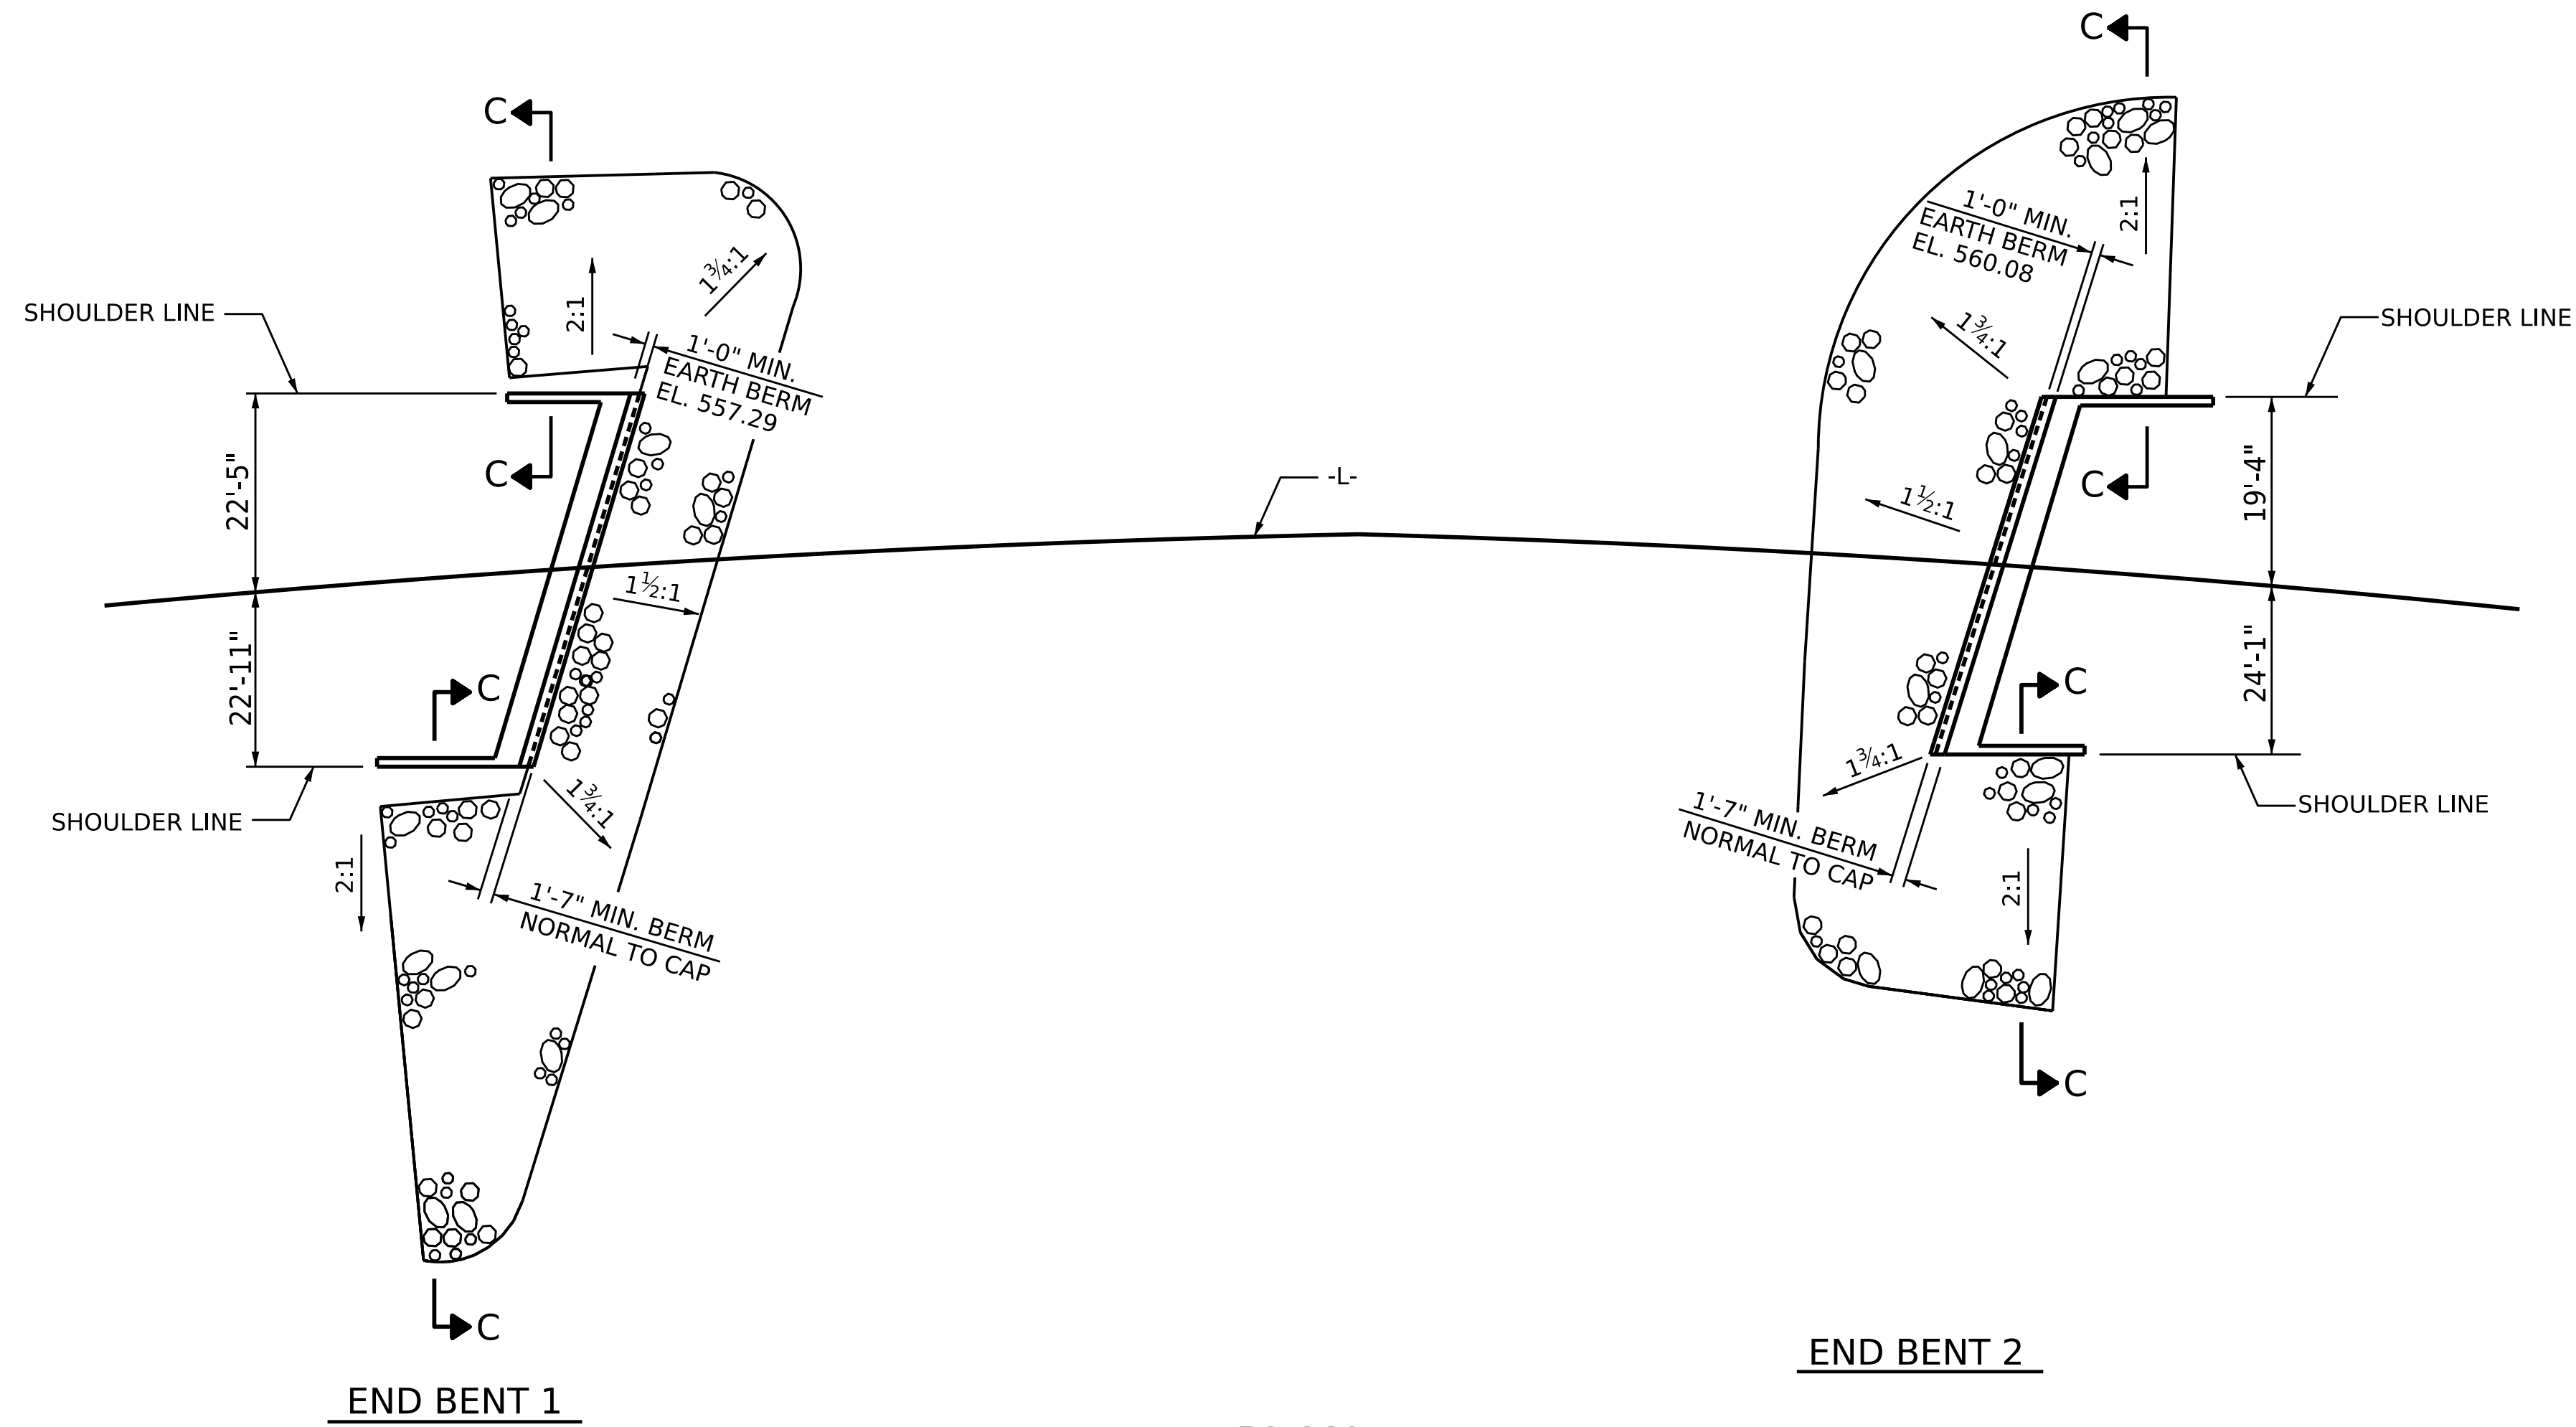 C
C
SHOULDER LINE
2:1
1¾:1
1'-0" MIN.
EARTH BERM
EL. 557.29
C
22'-5"
22'-11"
1½:1
C
SHOULDER LINE
2:1
1¾:1
1'-7" MIN. BERM
NORMAL TO CAP
C
END BENT 1
-L-
1'-0" MIN.
EARTH BERM
EL. 560.08
2:1
1¾:1
SHOULDER LINE
1½:1
C
19'-4"
24'-1"
C
1¾:1
1'-7" MIN. BERM
NORMAL TO CAP
SHOULDER LINE
2:1
C
END BENT 2